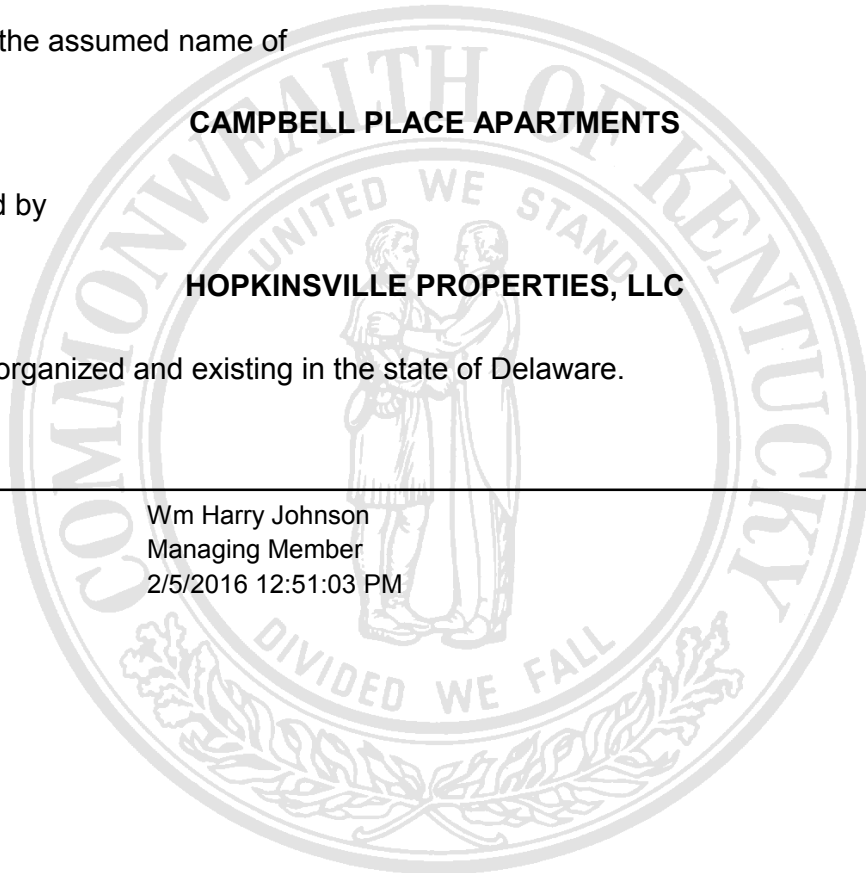 the assumed name of
CAMPBELL PLACE APARTMENTS
d by
HOPKINSVILLE PROPERTIES, LLC
organized and existing in the state of Delaware.
Wm Harry Johnson
Managing Member
2/5/2016 12:51:03 PM
COMMONWEALTH OF KENTUCKY
UNITED WE STAND
DIVIDED WE FALL